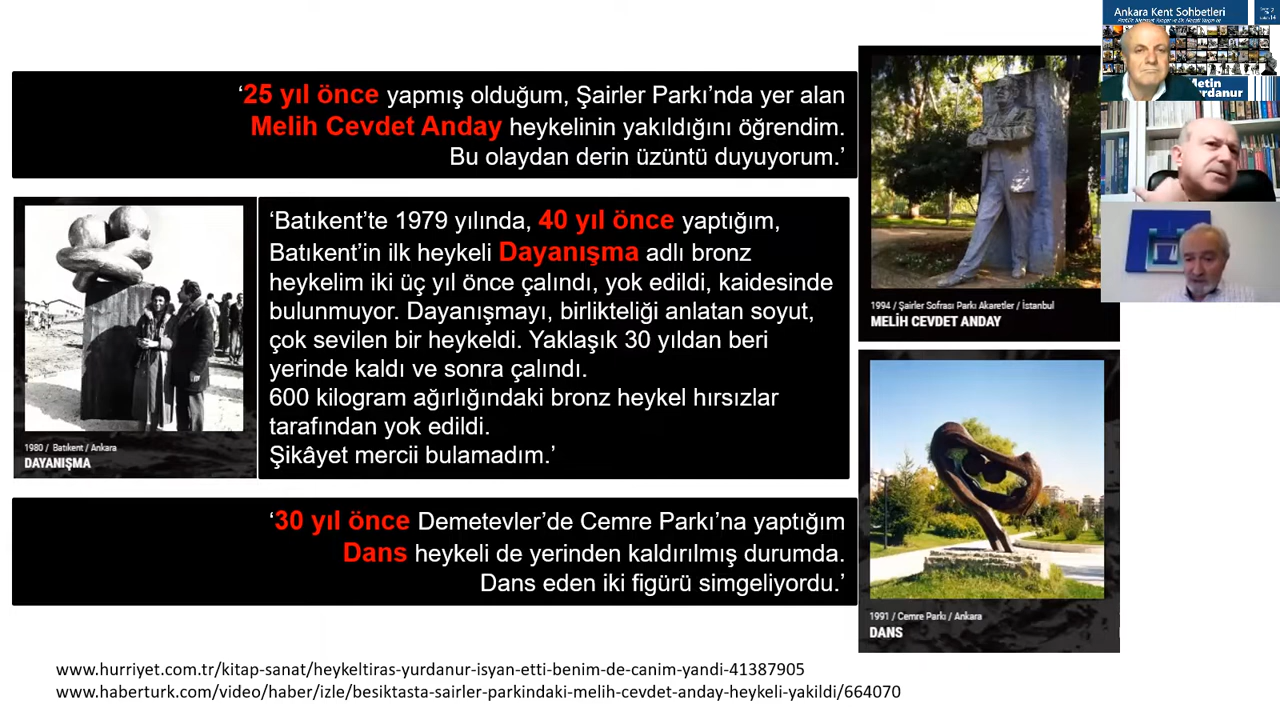 Ankara Kent Sohbetleri
Metin
Yurdanur
‘25 yıl önce yapmış olduğum, Şairler Parkı’nda yer alan
Melih Cevdet Anday heykelinin yakıldığını öğrendim.
Bu olaydan derin üzüntü duyuyorum.’
1994 / Şairler Sofrası Parkı Akaretler / İstanbul
MELİH CEVDET ANDAY
‘Batıkent’te 1979 yılında, 40 yıl önce yaptığım,
Batıkent’in ilk heykeli Dayanışma adlı bronz
heykelim iki üç yıl önce çalındı, yok edildi, kaidesinde
bulunmuyor. Dayanışmayı, birlikteliği anlatan soyut,
çok sevilen bir heykeldi. Yaklaşık 30 yıldan beri
yerinde kaldı ve sonra çalındı.
600 kilogram ağırlığındaki bronz heykel hırsızlar
tarafından yok edildi.
Şikâyet mercii bulamadım.’
1980 / Batıkent / Ankara
DAYANIŞMA
‘30 yıl önce Demetevler’de Cemre Parkı’na yaptığım
Dans heykeli de yerinden kaldırılmış durumda.
Dans eden iki figürü simgeliyordu.’
1991 / Cemre Parkı / Ankara
DANS
www.hurriyet.com.tr/kitap-sanat/heykeltiras-yurdanur-isyan-etti-benim-de-canim-yandi-41387905
www.haberturk.com/video/haber/izle/besiktasta-sairler-parkindaki-melih-cevdet-anday-heykeli-yakildi/664070